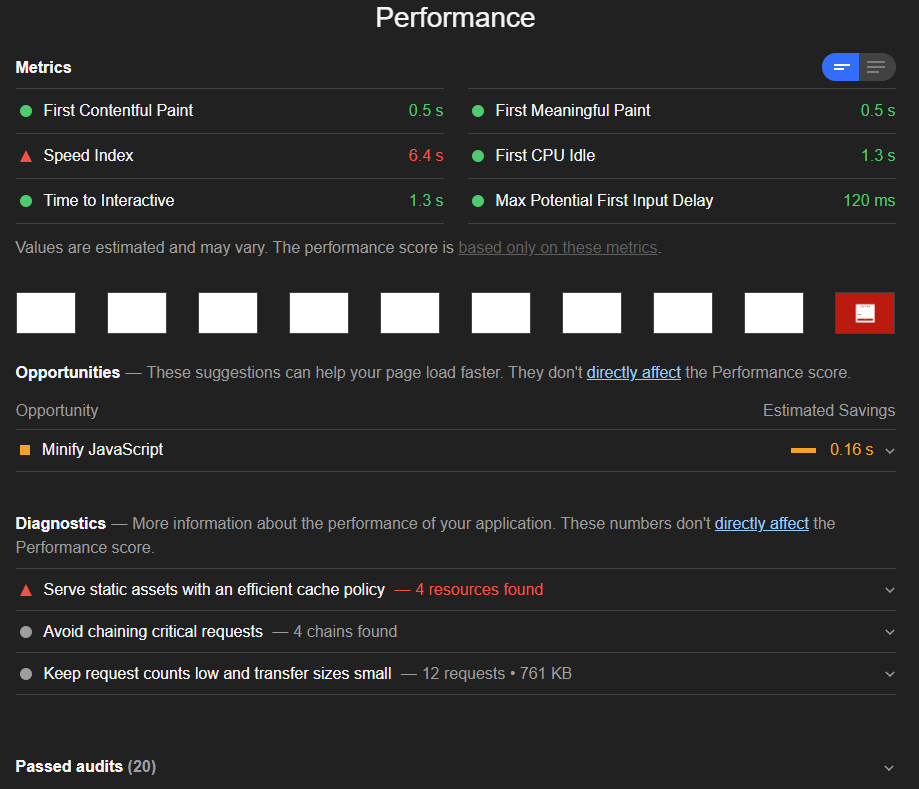 Performance
Metrics
First Contentful Paint 0.5 s First Meaningful Paint 0.5 s
Speed Index 6.4 s First CPU Idle 1.3 s
Time to Interactive 1.3 s Max Potential First Input Delay 120 ms
Values are estimated and may vary. The performance score is based only on these metrics.
Opportunities — These suggestions can help your page load faster. They don't directly affect the Performance score.
Opportunity Estimated Savings
Minify JavaScript 0.16 s
Diagnostics — More information about the performance of your application. These numbers don't directly affect the
Performance score.
Serve static assets with an efficient cache policy — 4 resources found
Avoid chaining critical requests — 4 chains found
Keep request counts low and transfer sizes small — 12 requests • 761 KB
Passed audits (20)